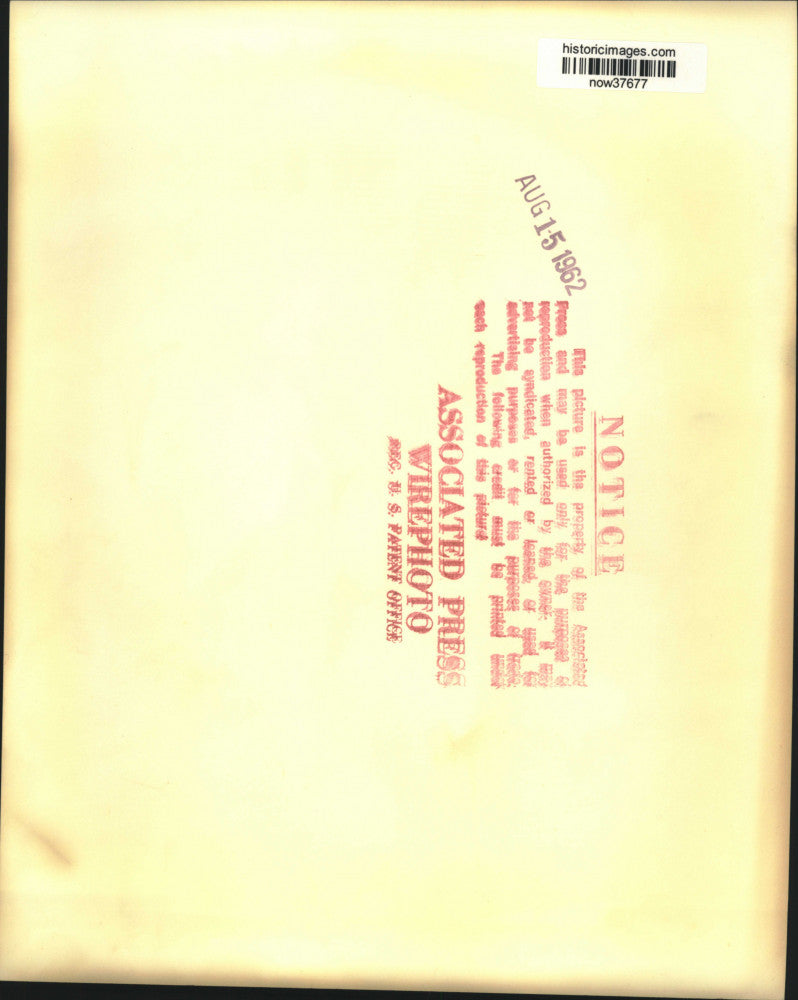 historicimages.com
now37677
AUG 15 1962
NOTICE
This picture is the property of the Associated
Press and may be used only for the purposes of
reproduction when authorized by the owner. It may
not be syndicated, rented or loaned, or used for
advertising purposes or for the purposes of trade.
The following credit must be printed under
each reproduction of this picture
ASSOCIATED PRESS
WIREPHOTO
REG. U. S. PATENT OFFICE